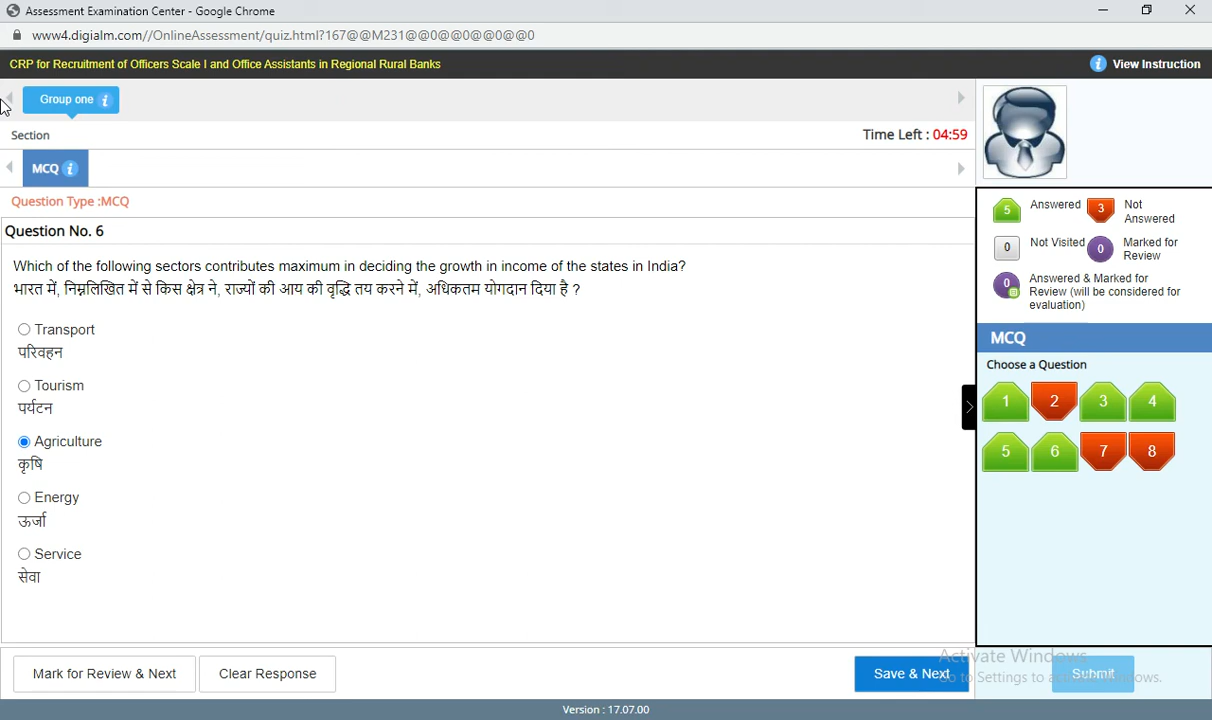 Assessment Examination Center - Google Chrome
www4.digialm.com//OnlineAssessment/quiz.html?167@@M231@@0@@0@@0@@0
CRP for Recruitment of Officers Scale I and Office Assistants in Regional Rural Banks
i View Instruction
Group one i
Section
Time Left : 04:59
MCQ i
Question Type :MCQ
Question No. 6
Which of the following sectors contributes maximum in deciding the growth in income of the states in India?
भारत में, निम्नलिखित में से किस क्षेत्र ने, राज्यों की आय की वृद्धि तय करने में, अधिकतम योगदान दिया है ?
Transport
परिवहन
Tourism
पर्यटन
Agriculture
कृषि
Energy
ऊर्जा
Service
सेवा
Mark for Review & Next
Clear Response
Save & Next
5 Answered
3 Not Answered
0 Not Visited
0 Marked for Review
0 Answered & Marked for
Review (will be considered for
evaluation)
MCQ
Choose a Question
1 2 3 4
5 6 7 8
Activate Windows
Submit
Version : 17.07.00